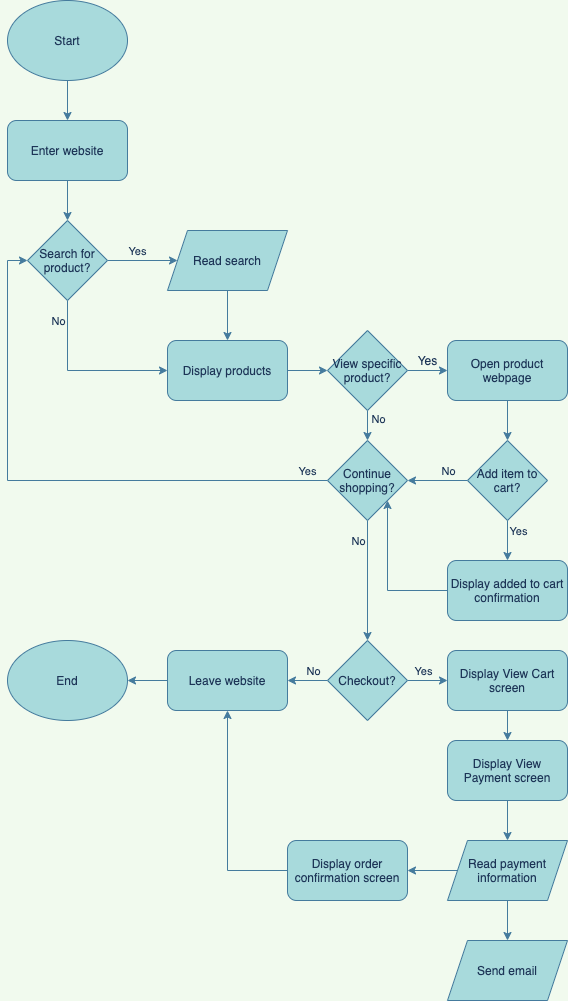 Start
Enter website
Search for
product?
Yes
Read search
No
Display products
View specific
product?
Yes
Open product
webpage
No
Yes
Continue
shopping?
No
Add item to
cart?
Yes
No
Display added to cart
confirmation
End
Leave website
No
Checkout?
Yes
Display View Cart
screen
Display View
Payment screen
Display order
confirmation screen
Read payment
information
Send email